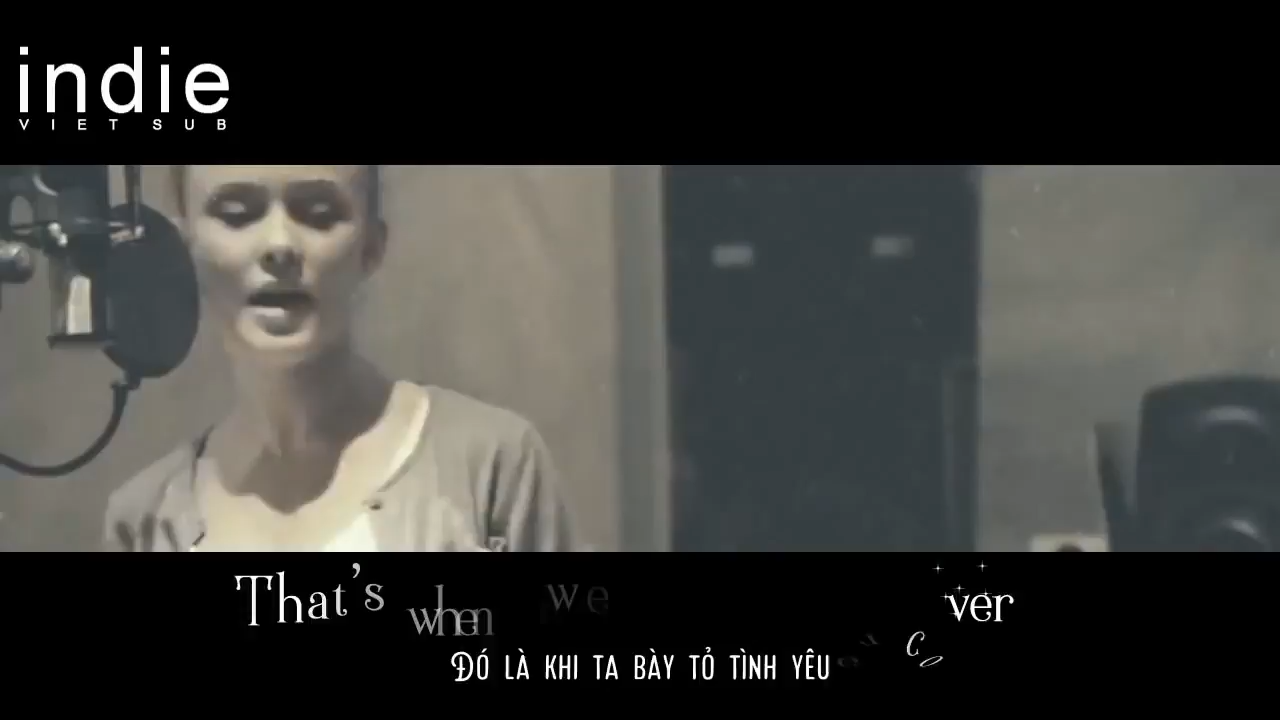 indie
VIET SUB
That's when we
ver
ĐÓ LÀ KHI TA BÀY TỎ TÌNH YÊU